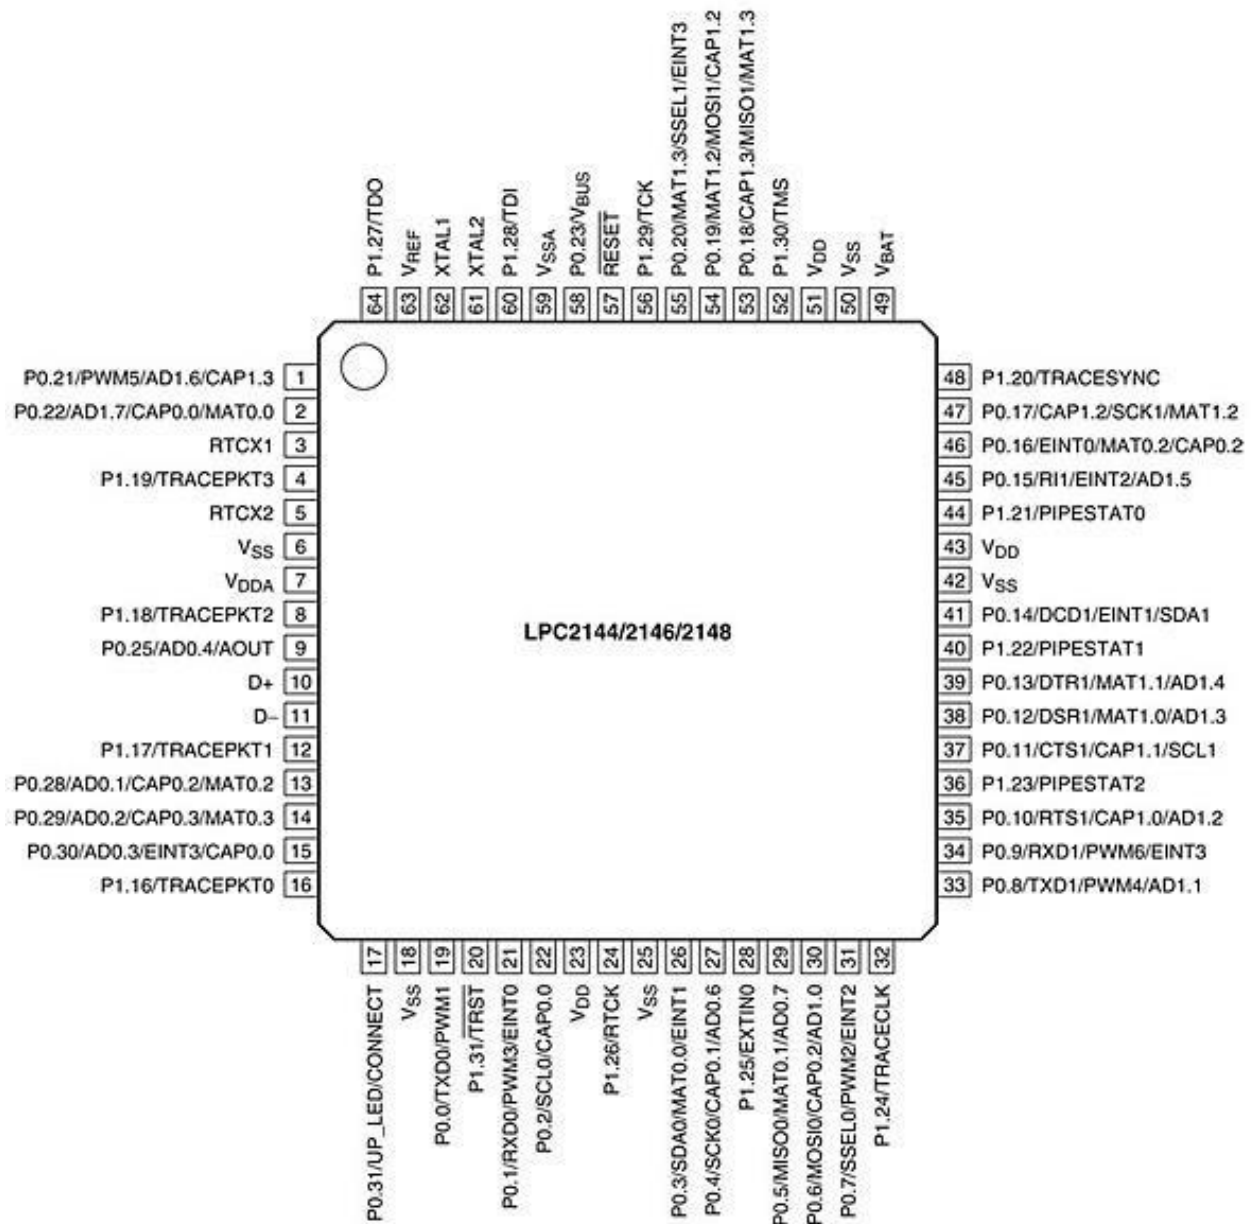 P1.27/TDO
VREF
XTAL1
XTAL2
P1.28/TDI
VSSA
P0.23/VBUS
RESET
P1.29/TCK
P0.20/MAT1.3/SSEL1/EINT3
P0.19/MAT1.2/MOSI1/CAP1.2
P0.18/CAP1.3/MISO1/MAT1.3
P1.30/TMS
VDD
VSS
VBAT
64
63
62
61
60
59
58
57
56
55
54
53
52
51
50
49
P0.21/PWM5/AD1.6/CAP1.3 1
P0.22/AD1.7/CAP0.0/MAT0.0 2
RTCX1 3
P1.19/TRACEPKT3 4
RTCX2 5
VSS 6
VDDA 7
P1.18/TRACEPKT2 8
P0.25/AD0.4/AOUT 9
D+ 10
D− 11
P1.17/TRACEPKT1 12
P0.28/AD0.1/CAP0.2/MAT0.2 13
P0.29/AD0.2/CAP0.3/MAT0.3 14
P0.30/AD0.3/EINT3/CAP0.0 15
P1.16/TRACEPKT0 16
LPC2144/2146/2148
48 P1.20/TRACESYNC
47 P0.17/CAP1.2/SCK1/MAT1.2
46 P0.16/EINT0/MAT0.2/CAP0.2
45 P0.15/RI1/EINT2/AD1.5
44 P1.21/PIPESTAT0
43 VDD
42 VSS
41 P0.14/DCD1/EINT1/SDA1
40 P1.22/PIPESTAT1
39 P0.13/DTR1/MAT1.1/AD1.4
38 P0.12/DSR1/MAT1.0/AD1.3
37 P0.11/CTS1/CAP1.1/SCL1
36 P1.23/PIPESTAT2
35 P0.10/RTS1/CAP1.0/AD1.2
34 P0.9/RXD1/PWM6/EINT3
33 P0.8/TXD1/PWM4/AD1.1
17
18
19
20
21
22
23
24
25
26
27
28
29
30
31
32
P0.31/UP_LED/CONNECT
VSS
P0.0/TXD0/PWM1
P1.31/TRST
P0.1/RXD0/PWM3/EINT0
P0.2/SCL0/CAP0.0
VDD
P1.26/RTCK
VSS
P0.3/SDA0/MAT0.0/EINT1
P0.4/SCK0/CAP0.1/AD0.6
P1.25/EXTIN0
P0.5/MISO0/MAT0.1/AD0.7
P0.6/MOSI0/CAP0.2/AD1.0
P0.7/SSEL0/PWM2/EINT2
P1.24/TRACECLK